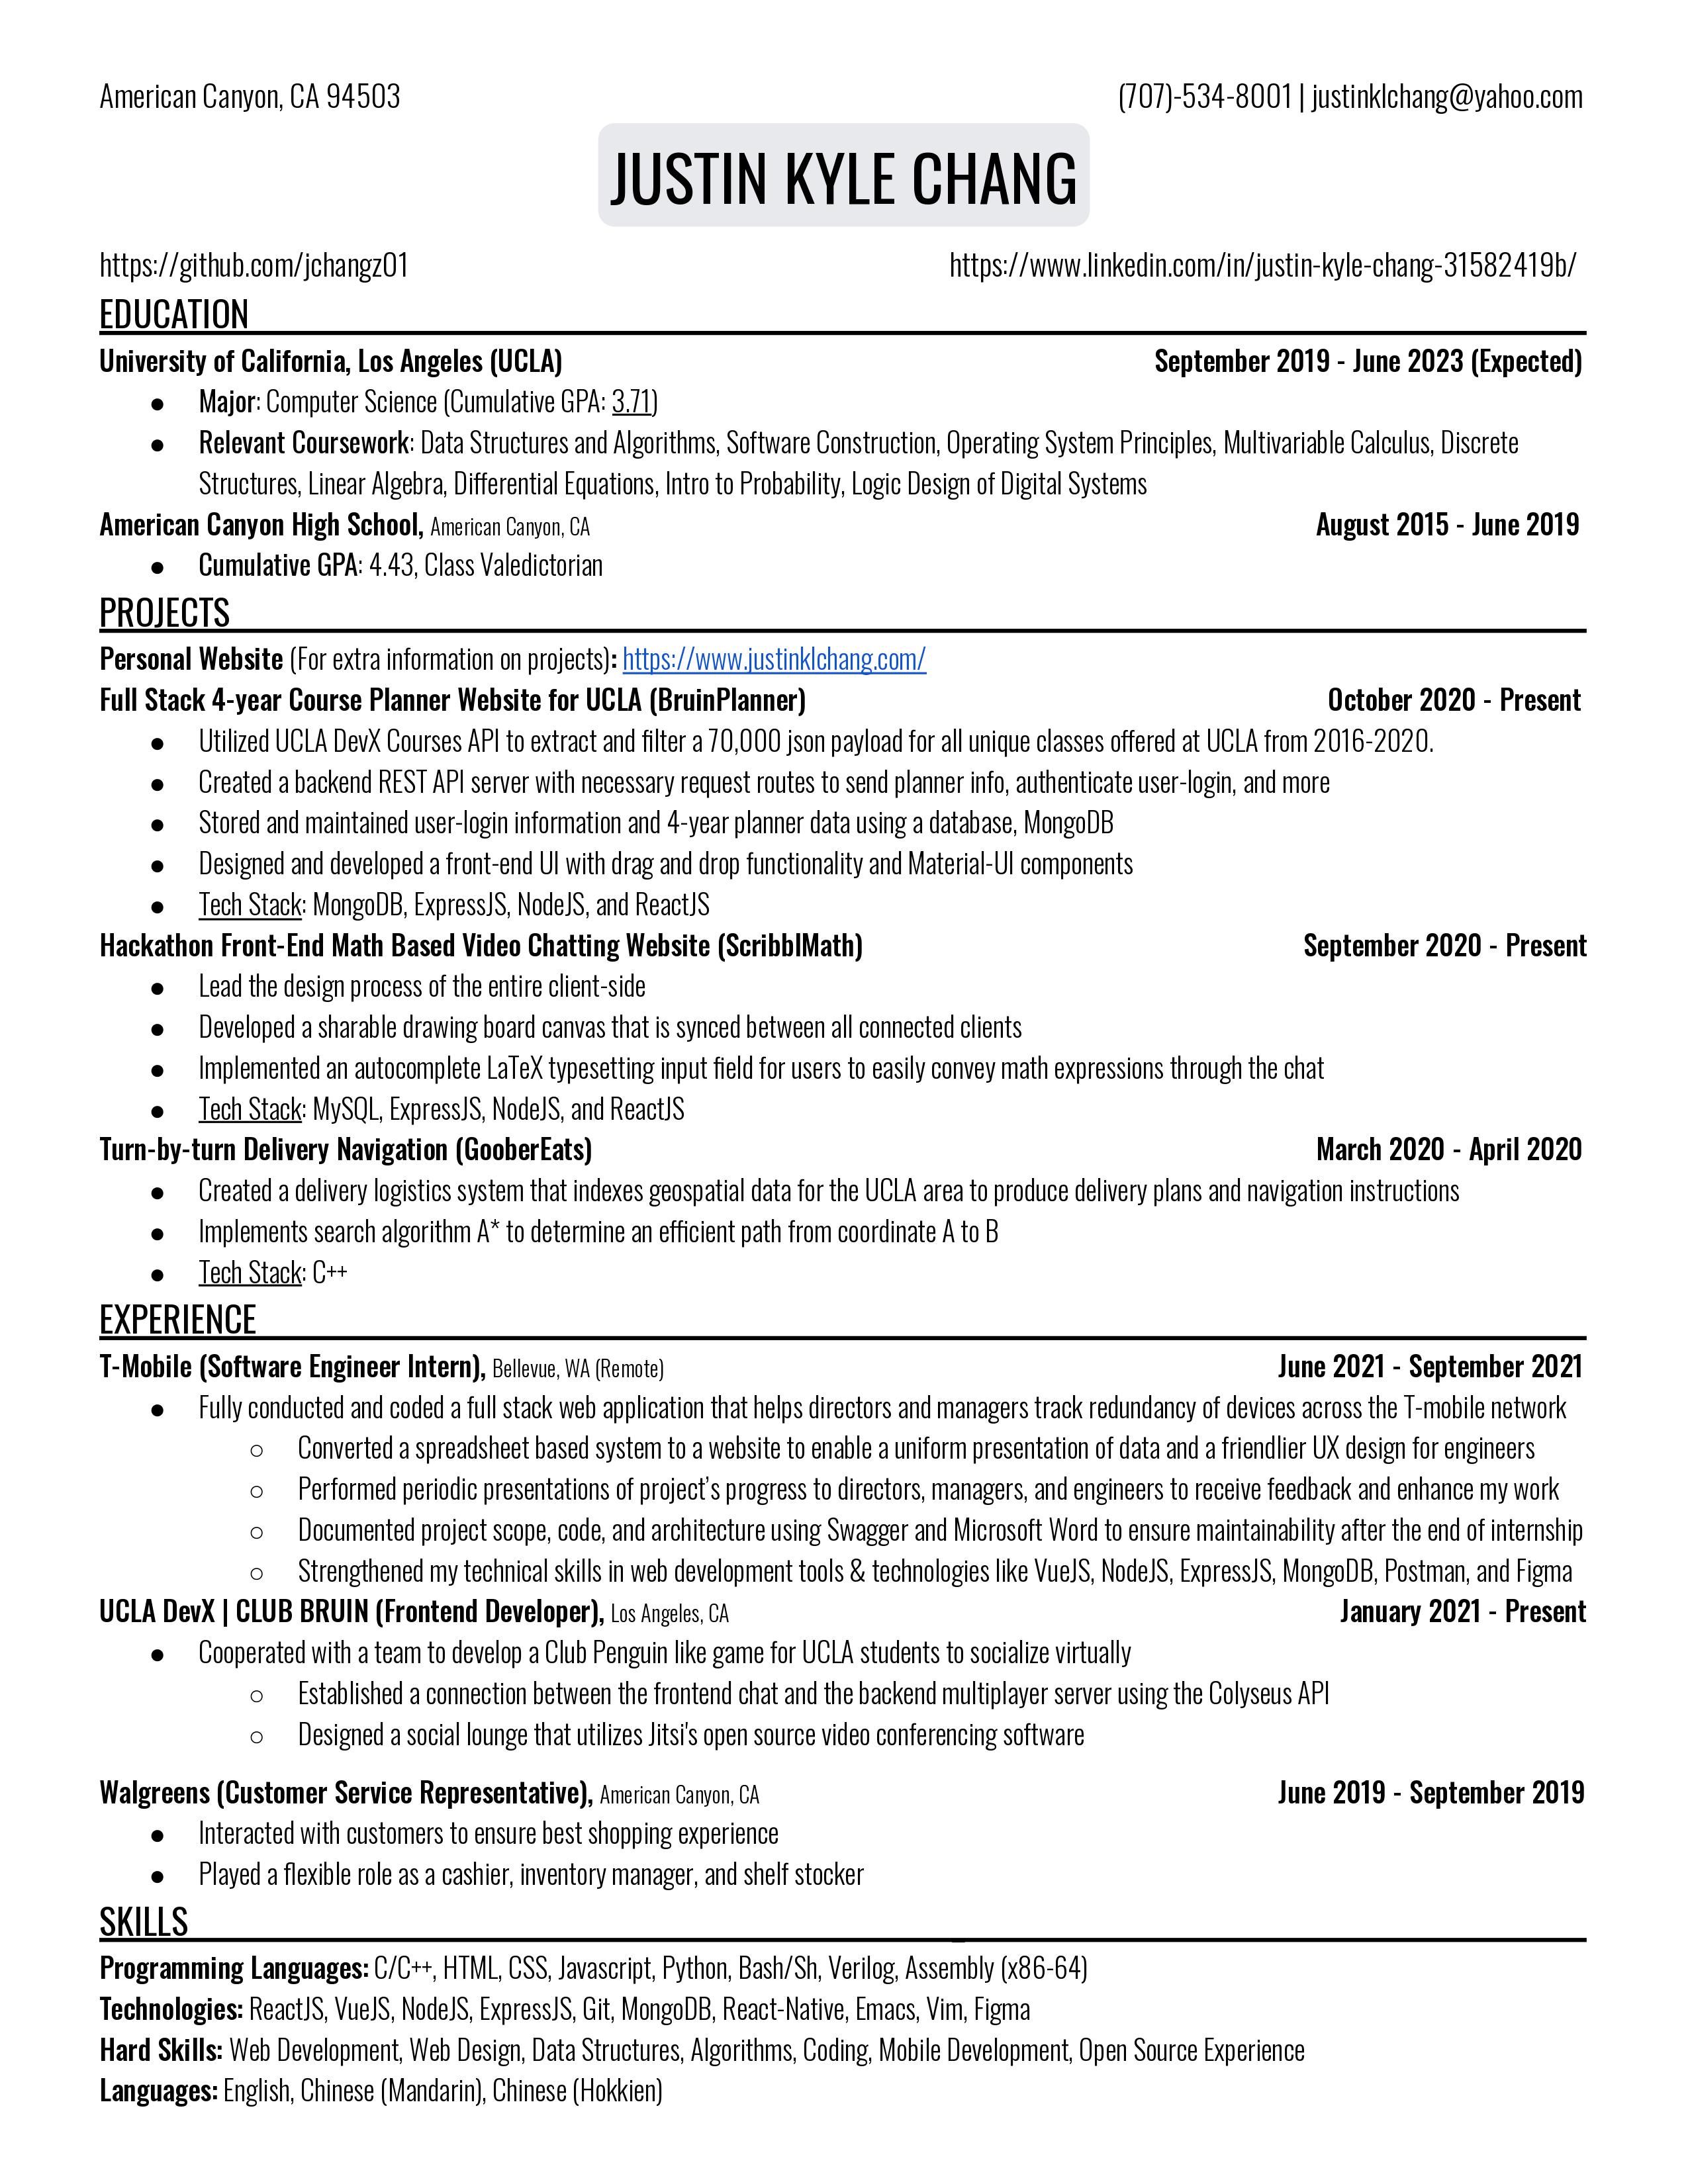 American Canyon, CA 94503 (707)-534-8001 | justinklchang@yahoo.com
JUSTIN KYLE CHANG
https://github.com/jchangz01 https://www.linkedin.com/in/justin-kyle-chang-31582419b/
EDUCATION
University of California, Los Angeles (UCLA) September 2019 - June 2023 (Expected)
● Major: Computer Science (Cumulative GPA: 3.71)
● Relevant Coursework: Data Structures and Algorithms, Software Construction, Operating System Principles, Multivariable Calculus, Discrete
Structures, Linear Algebra, Differential Equations, Intro to Probability, Logic Design of Digital Systems
American Canyon High School, American Canyon, CA August 2015 - June 2019
● Cumulative GPA: 4.43, Class Valedictorian
PROJECTS
Personal Website (For extra information on projects): https://www.justinklchang.com/
Full Stack 4-year Course Planner Website for UCLA (BruinPlanner) October 2020 - Present
● Utilized UCLA DevX Courses API to extract and filter a 70,000 json payload for all unique classes offered at UCLA from 2016-2020.
● Created a backend REST API server with necessary request routes to send planner info, authenticate user-login, and more
● Stored and maintained user-login information and 4-year planner data using a database, MongoDB
● Designed and developed a front-end UI with drag and drop functionality and Material-UI components
● Tech Stack: MongoDB, ExpressJS, NodeJS, and ReactJS
Hackathon Front-End Math Based Video Chatting Website (ScribblMath) September 2020 - Present
● Lead the design process of the entire client-side
● Developed a sharable drawing board canvas that is synced between all connected clients
● Implemented an autocomplete LaTeX typesetting input field for users to easily convey math expressions through the chat
● Tech Stack: MySQL, ExpressJS, NodeJS, and ReactJS
Turn-by-turn Delivery Navigation (GooberEats) March 2020 - April 2020
● Created a delivery logistics system that indexes geospatial data for the UCLA area to produce delivery plans and navigation instructions
● Implements search algorithm A* to determine an efficient path from coordinate A to B
● Tech Stack: C++
EXPERIENCE
T-Mobile (Software Engineer Intern), Bellevue, WA (Remote) June 2021 - September 2021
● Fully conducted and coded a full stack web application that helps directors and managers track redundancy of devices across the T-mobile network
○ Converted a spreadsheet based system to a website to enable a uniform presentation of data and a friendlier UX design for engineers
○ Performed periodic presentations of project’s progress to directors, managers, and engineers to receive feedback and enhance my work
○ Documented project scope, code, and architecture using Swagger and Microsoft Word to ensure maintainability after the end of internship
○ Strengthened my technical skills in web development tools & technologies like VueJS, NodeJS, ExpressJS, MongoDB, Postman, and Figma
UCLA DevX | CLUB BRUIN (Frontend Developer), Los Angeles, CA January 2021 - Present
● Cooperated with a team to develop a Club Penguin like game for UCLA students to socialize virtually
○ Established a connection between the frontend chat and the backend multiplayer server using the Colyseus API
○ Designed a social lounge that utilizes Jitsi's open source video conferencing software
Walgreens (Customer Service Representative), American Canyon, CA June 2019 - September 2019
● Interacted with customers to ensure best shopping experience
● Played a flexible role as a cashier, inventory manager, and shelf stocker
SKILLS
Programming Languages: C/C++, HTML, CSS, Javascript, Python, Bash/Sh, Verilog, Assembly (x86-64)
Technologies: ReactJS, VueJS, NodeJS, ExpressJS, Git, MongoDB, React-Native, Emacs, Vim, Figma
Hard Skills: Web Development, Web Design, Data Structures, Algorithms, Coding, Mobile Development, Open Source Experience
Languages: English, Chinese (Mandarin), Chinese (Hokkien)